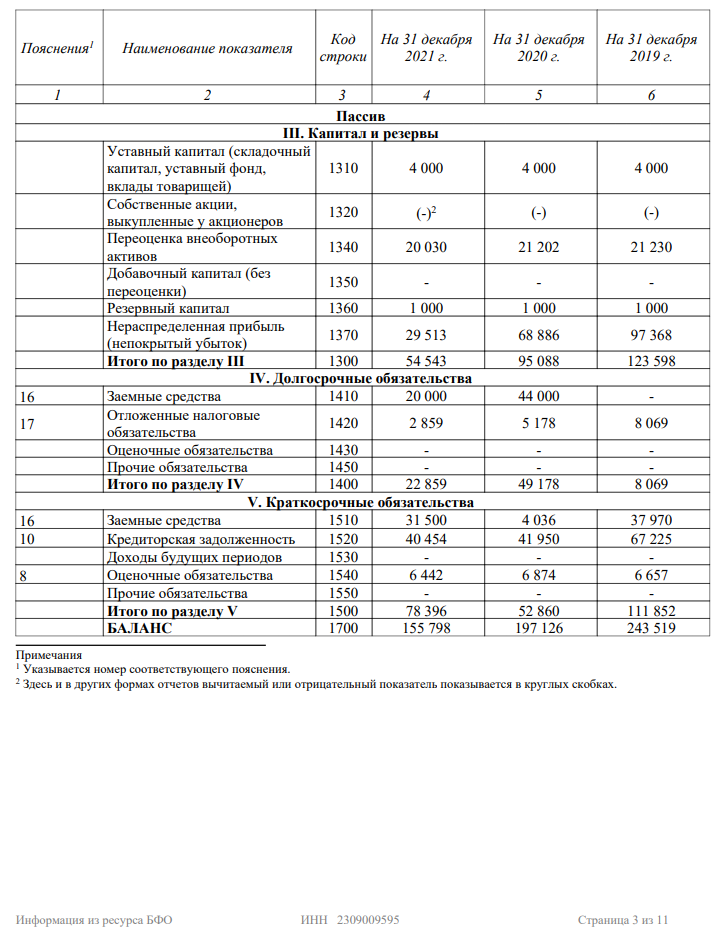 Пояснения¹ Наименование показателя Код строки На 31 декабря 2021 г. На 31 декабря 2020 г. На 31 декабря 2019 г.
1 2 3 4 5 6
Пассив
III. Капитал и резервы
Уставный капитал (складочный
капитал, уставный фонд,
вклады товарищей) 1310 4 000 4 000 4 000
Собственные акции,
выкупленные у акционеров 1320 (-)² (-) (-)
Переоценка внеоборотных
активов 1340 20 030 21 202 21 230
Добавочный капитал (без
переоценки) 1350 - - -
Резервный капитал 1360 1 000 1 000 1 000
Нераспределенная прибыль
(непокрытый убыток) 1370 29 513 68 886 97 368
Итого по разделу III 1300 54 543 95 088 123 598
IV. Долгосрочные обязательства
16 Заемные средства 1410 20 000 44 000 -
17 Отложенные налоговые
обязательства 1420 2 859 5 178 8 069
Оценочные обязательства 1430 - - -
Прочие обязательства 1450 - - -
Итого по разделу IV 1400 22 859 49 178 8 069
V. Краткосрочные обязательства
16 Заемные средства 1510 31 500 4 036 37 970
10 Кредиторская задолженность 1520 40 454 41 950 67 225
Доходы будущих периодов 1530 - - -
8 Оценочные обязательства 1540 6 442 6 874 6 657
Прочие обязательства 1550 - - -
Итого по разделу V 1500 78 396 52 860 111 852
БАЛАНС 1700 155 798 197 126 243 519
Примечания
¹ Указывается номер соответствующего пояснения.
² Здесь и в других формах отчетов вычитаемый или отрицательный показатель показывается в круглых скобках.
Информация из ресурса БФО ИНН 2309009595 Страница 3 из 11